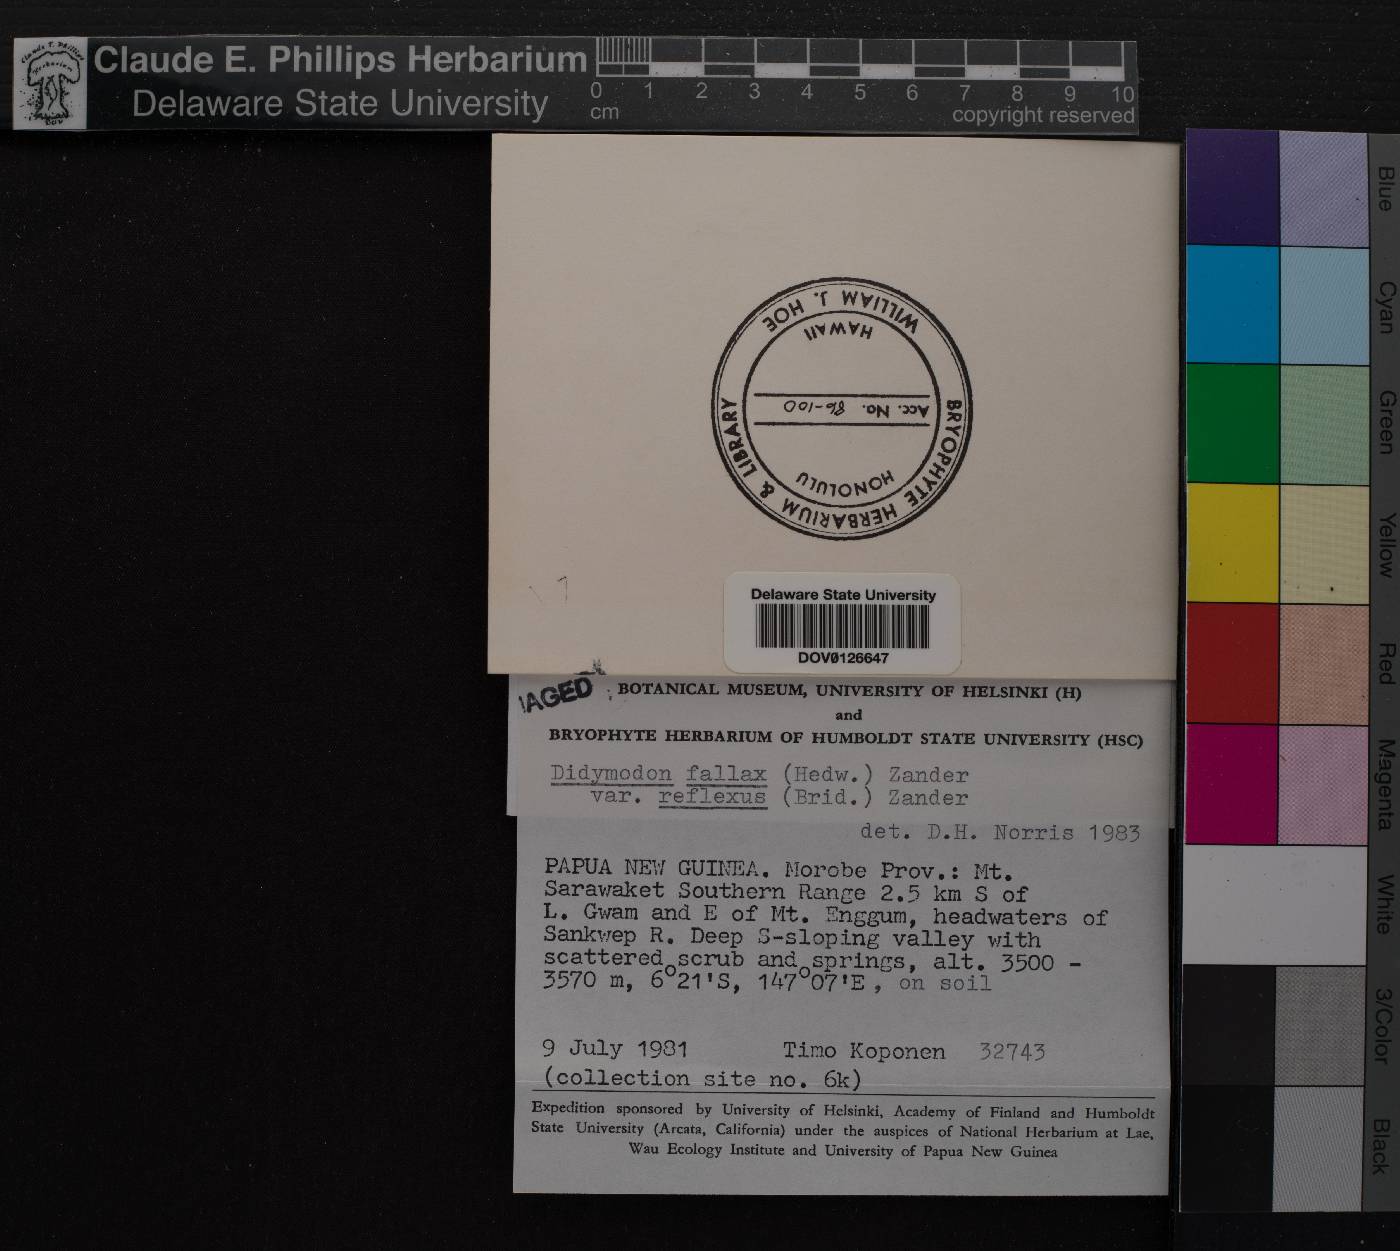 Claude E. Phillips Herbarium
Delaware State University
0 1 2 3 4 5 6 7 8 9 10
cm
copyright reserved
WILLIAM J. HOE
BRYOPHYTE HERBARIUM & LIBRARY
HAWAII
Acc. No. 86-100
HONOLULU
Delaware State University
DOV0126647
IAGED
BOTANICAL MUSEUM, UNIVERSITY OF HELSINKI (H)
and
BRYOPHYTE HERBARIUM OF HUMBOLDT STATE UNIVERSITY (HSC)
Didymodon fallax (Hedw.) Zander
var. reflexus (Brid.) Zander
det. D.H. Norris 1983
PAPUA NEW GUINEA. Morobe Prov.: Mt.
Sarawaket Southern Range 2.5 km S of
L. Gwam and E of Mt. Enggum, headwaters of
Sankwep R. Deep S-sloping valley with
scattered scrub and springs, alt. 3500 -
3570 m, 6°21'S, 147°07'E, on soil
9 July 1981 Timo Koponen 32743
(collection site no. 6k)
Expedition sponsored by University of Helsinki, Academy of Finland and Humboldt
State University (Arcata, California) under the auspices of National Herbarium at Lae,
Wau Ecology Institute and University of Papua New Guinea
Blue
Cyan
Green
Yellow
Red
Magenta
White
3/Color
Black